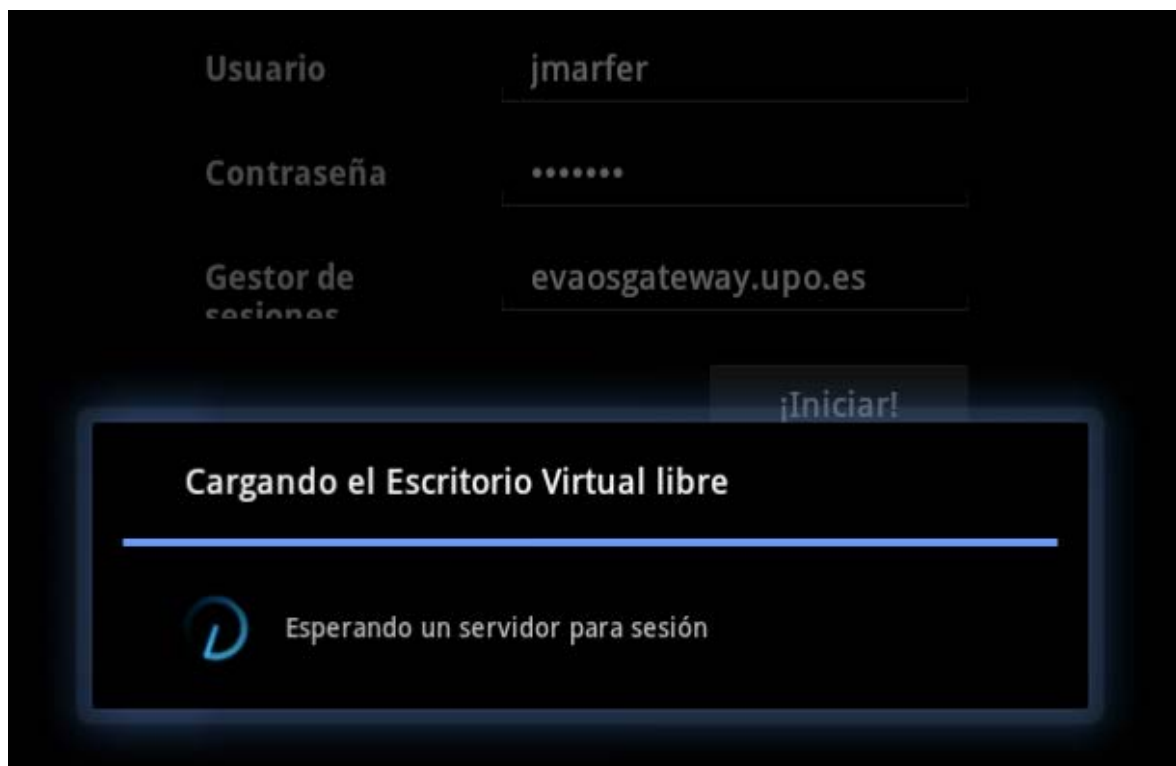 Usuario jmarfer
Contraseña •••••••
Gestor de evaosgateway.upo.es
sesiones
¡Iniciar!
Cargando el Escritorio Virtual libre
Esperando un servidor para sesión